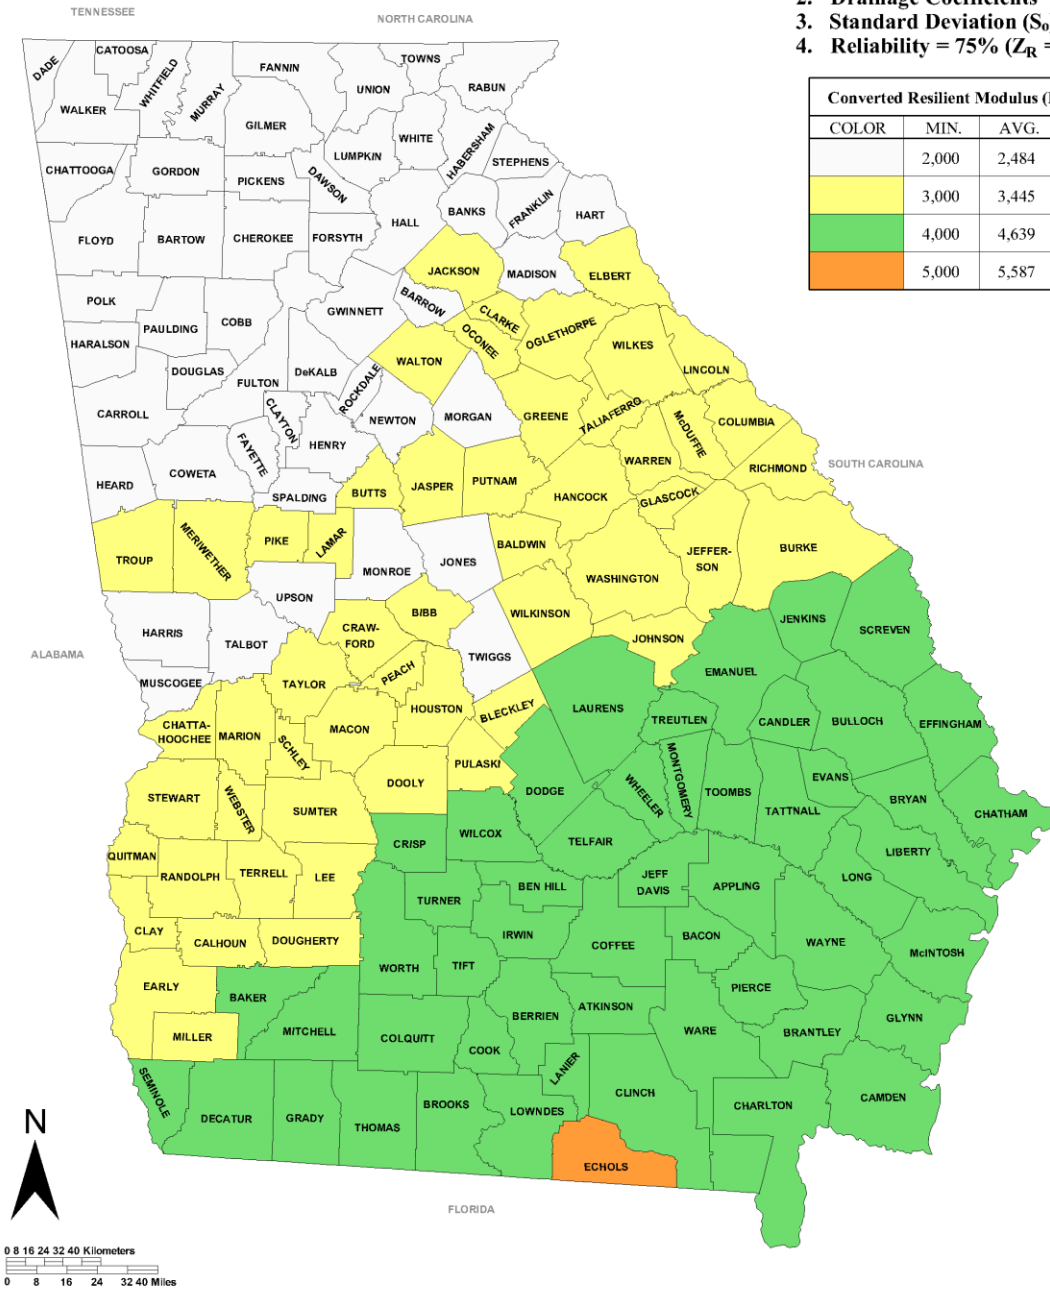 TENNESSEE
NORTH CAROLINA
2. Drainage Coefficients
3. Standard Deviation (So
4. Reliability = 75% (ZR =
Converted Resilient Modulus (
COLOR MIN. AVG.
2,000 2,484
3,000 3,445
4,000 4,639
5,000 5,587
DADE
CATOOSA
WALKER
WHITFIELD
MURRAY
FANNIN
GILMER
UNION
TOWNS
RABUN
WHITE
LUMPKIN
HABERSHAM
STEPHENS
CHATTOOGA
GORDON
PICKENS
DAWSON
HALL
BANKS
FRANKLIN
HART
FLOYD
BARTOW
CHEROKEE
FORSYTH
JACKSON
MADISON
ELBERT
POLK
PAULDING
COBB
GWINNETT
BARROW
CLARKE
OCONEE
OGLETHORPE
HARALSON
DOUGLAS
FULTON
DeKALB
ROCKDALE
WALTON
WILKES
LINCOLN
CARROLL
CLAYTON
FAYETTE
HENRY
NEWTON
MORGAN
GREENE
TALIAFERRO
McDUFFIE
COLUMBIA
HEARD
COWETA
SPALDING
BUTTS
JASPER
PUTNAM
HANCOCK
WARREN
GLASCOCK
RICHMOND
SOUTH CAROLINA
TROUP
MERIWETHER
PIKE
LAMAR
MONROE
JONES
BALDWIN
WASHINGTON
JEFFER-
SON
BURKE
UPSON
HARRIS
TALBOT
CRAW-
FORD
BIBB
TWIGGS
WILKINSON
JOHNSON
JENKINS
SCREVEN
ALABAMA
MUSCOGEE
TAYLOR
PEACH
HOUSTON
BLECKLEY
LAURENS
EMANUEL
CHATTA-
HOOCHEE
MARION
SCHLEY
MACON
PULASKI
DOOLY
DODGE
TREUTLEN
CANDLER
BULLOCH
EFFINGHAM
STEWART
WEBSTER
SUMTER
CRISP
WILCOX
TELFAIR
WHEELER
MONTGOMERY
TOOMBS
TATTNALL
EVANS
BRYAN
CHATHAM
QUITMAN
RANDOLPH
TERRELL
LEE
TURNER
BEN HILL
JEFF
DAVIS
APPLING
LONG
LIBERTY
CLAY
CALHOUN
DOUGHERTY
WORTH
TIFT
IRWIN
COFFEE
BACON
WAYNE
McINTOSH
EARLY
MILLER
BAKER
MITCHELL
COLQUITT
COOK
BERRIEN
ATKINSON
WARE
PIERCE
BRANTLEY
GLYNN
SEMINOLE
DECATUR
GRADY
THOMAS
BROOKS
LOWNDES
LANIER
CLINCH
ECHOLS
CHARLTON
CAMDEN
FLORIDA
N
0 8 16 24 32 40 Kilometers
0 8 16 24 32 40 Miles